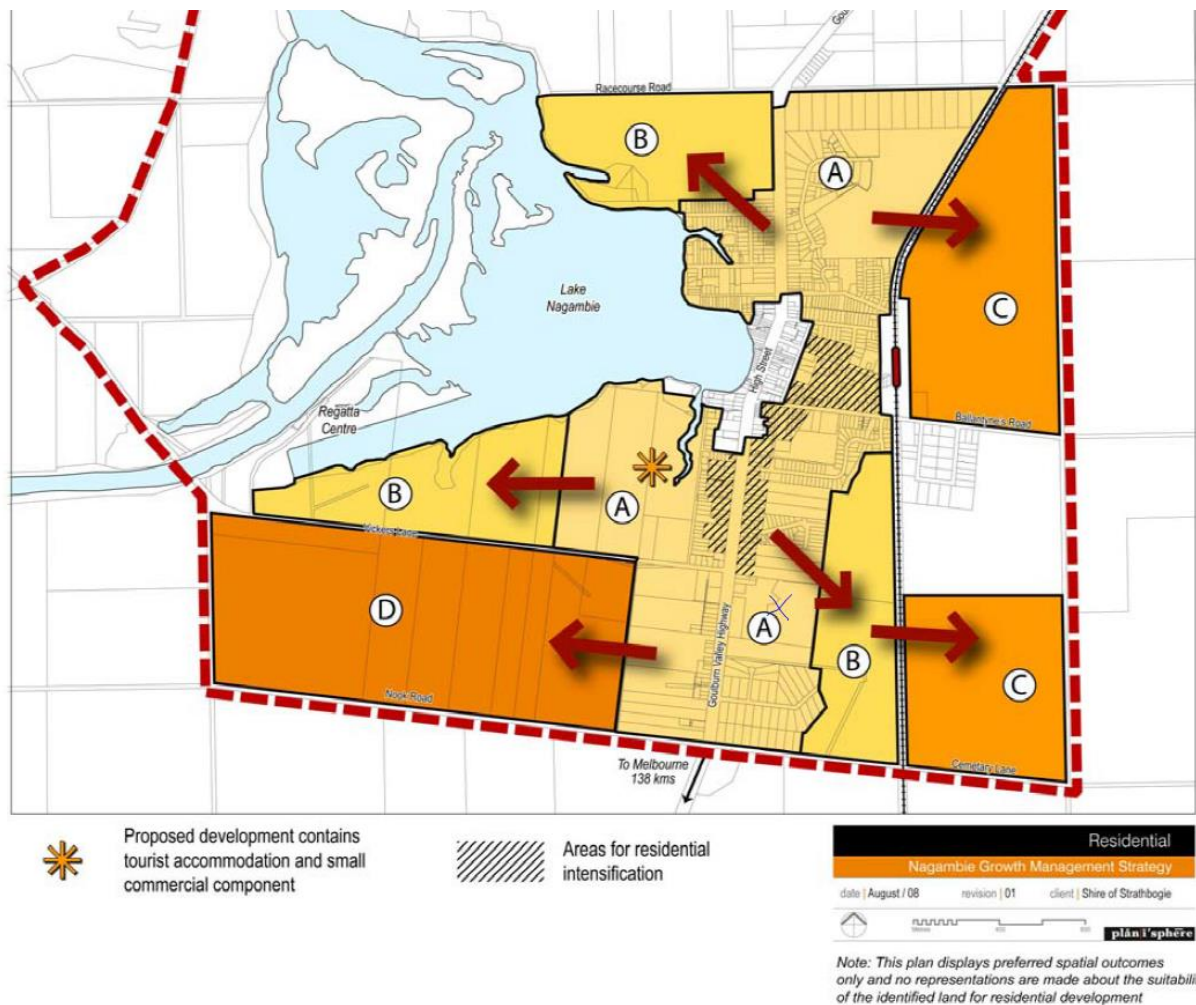 Racecourse Road
B
A
C
Lake
Nagambie
High Street
Regatta
Centre
Ballantyne's Road
B
A
Vickers Lane
D
Goulburn Valley Highway
A
B
C
Nook Road
Cemetary Lane
To Melbourne
138 kms
Proposed development contains
tourist accommodation and small
commercial component
Areas for residential
intensification
Residential
Nagambie Growth Management Strategy
date | August / 08 revision | 01 client | Shire of Strathbogie
plan i'sphere
Note: This plan displays preferred spatial outcomes
only and no representations are made about the suitabili
of the identified land for residential development